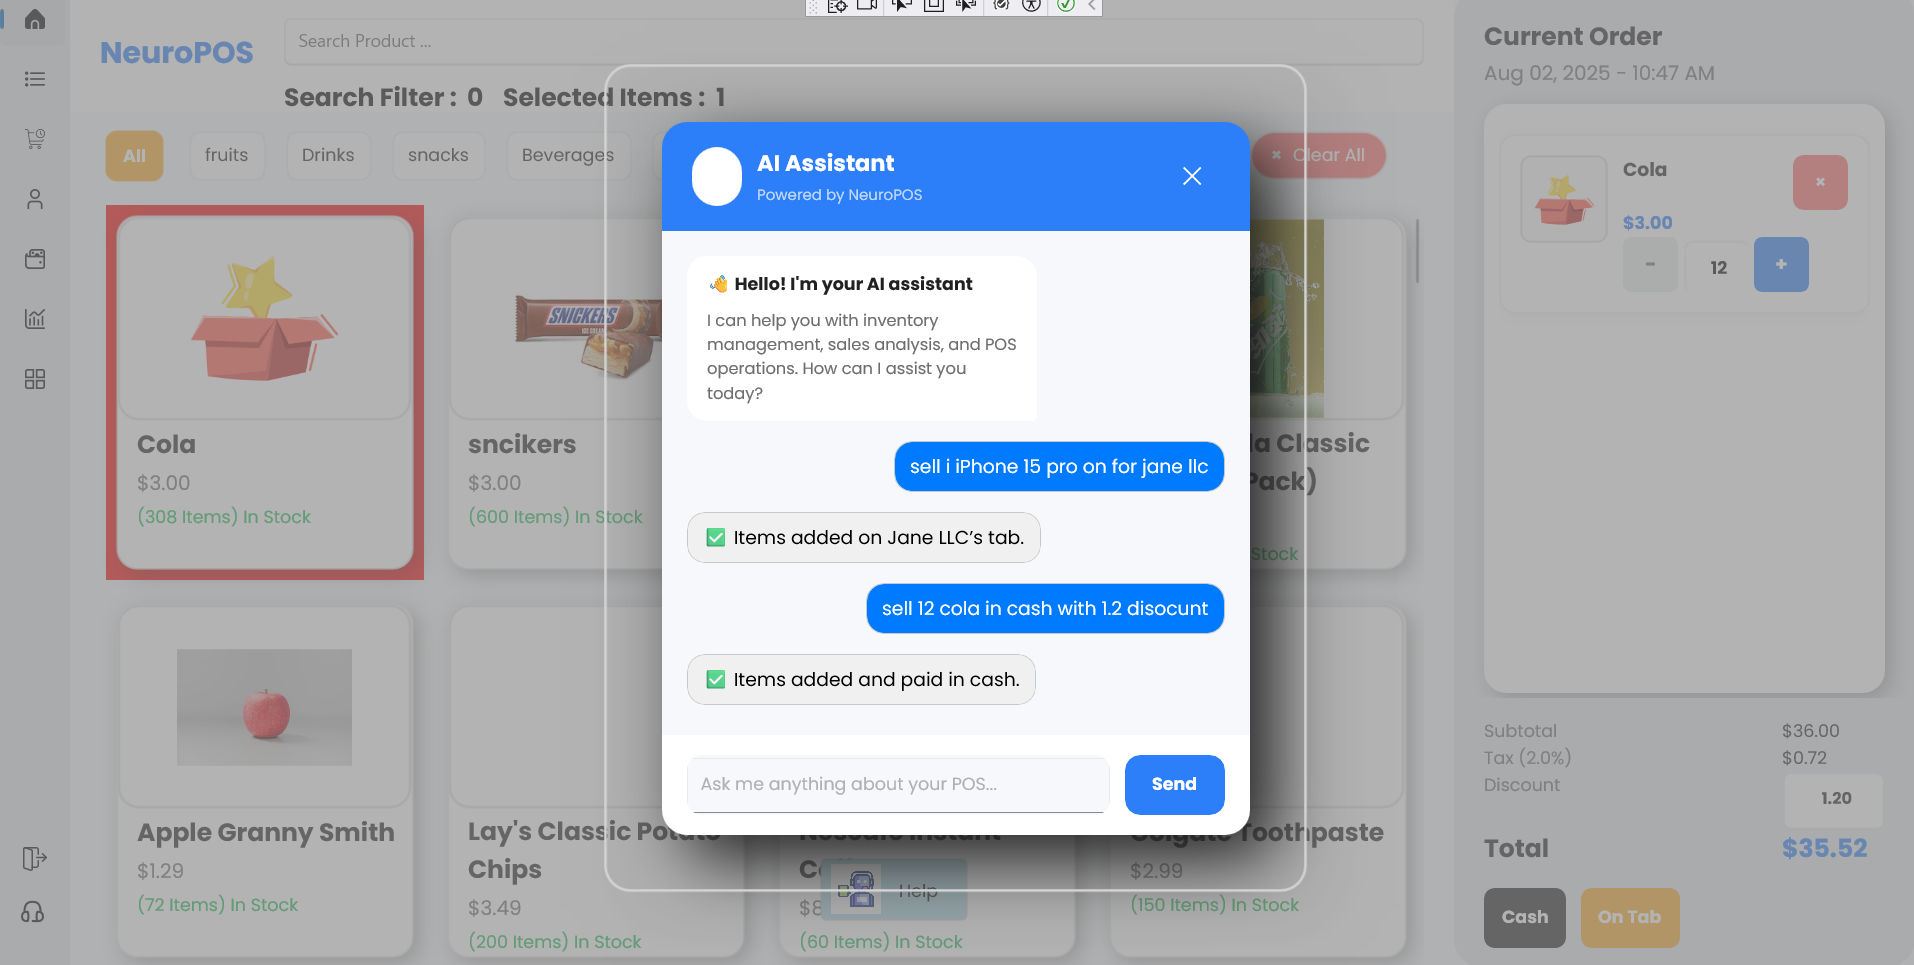 NeuroPOS
Search Product ...
Search Filter : 0 Selected Items : 1
All
fruits
Drinks
snacks
Beverages
× Clear All
SNICKERS
Cola
$3.00
(308 Items) In Stock
sncikers
$3.00
(600 Items) In Stock
Classic
Pack)
Stock
Apple Granny Smith
$1.29
(72 Items) In Stock
Lay's Classic Potato
Chips
$3.49
(200 Items) In Stock
(60 Items) In Stock
Help
Colgate Toothpaste
$2.99
(150 Items) In Stock
AI Assistant
Powered by NeuroPOS
👋 Hello! I'm your AI assistant
I can help you with inventory
management, sales analysis, and POS
operations. How can I assist you
today?
sell i iPhone 15 pro on for jane llc
✅ Items added on Jane LLC’s tab.
sell 12 cola in cash with 1.2 disocunt
✅ Items added and paid in cash.
Ask me anything about your POS...
Send
Current Order
Aug 02, 2025 - 10:47 AM
Cola
×
$3.00
- 12 +
Subtotal $36.00
Tax (2.0%) $0.72
Discount 1.20
Total $35.52
Cash
On Tab